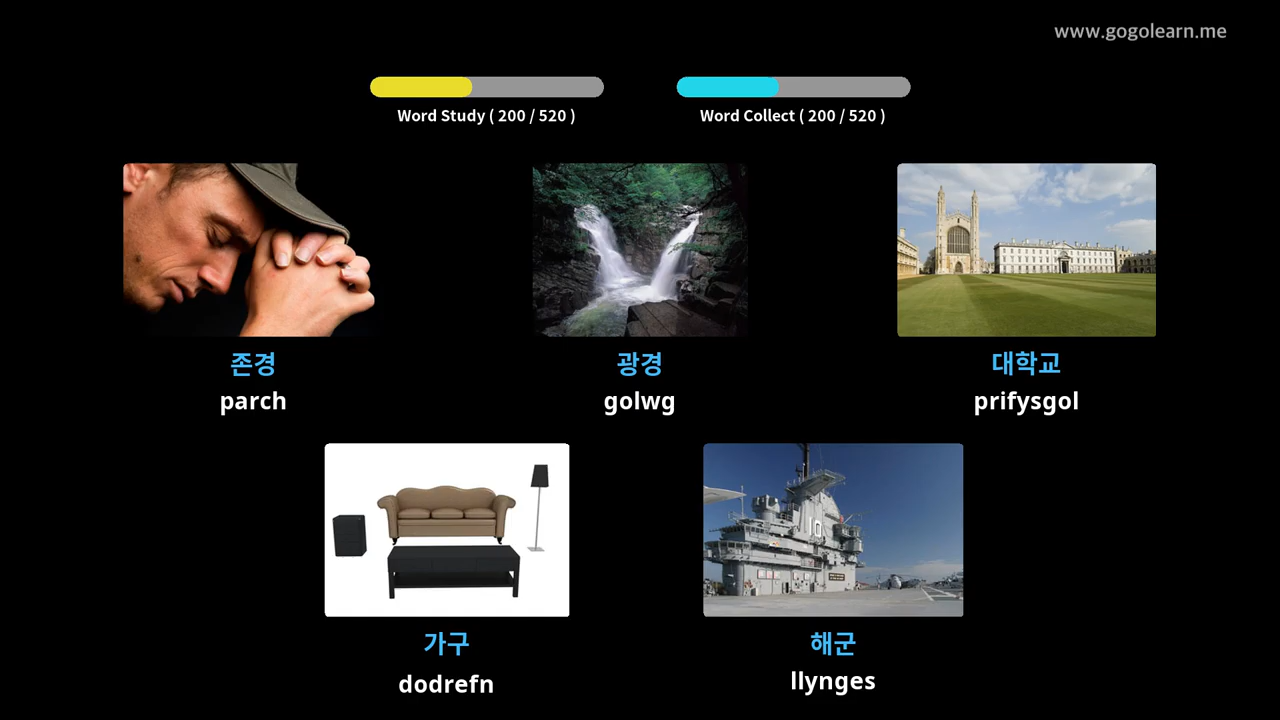 www.gogolearn.me
Word Study ( 200 / 520 )
Word Collect ( 200 / 520 )
존경
parch
광경
golwg
대학교
prifysgol
가구
dodrefn
해군
llynges